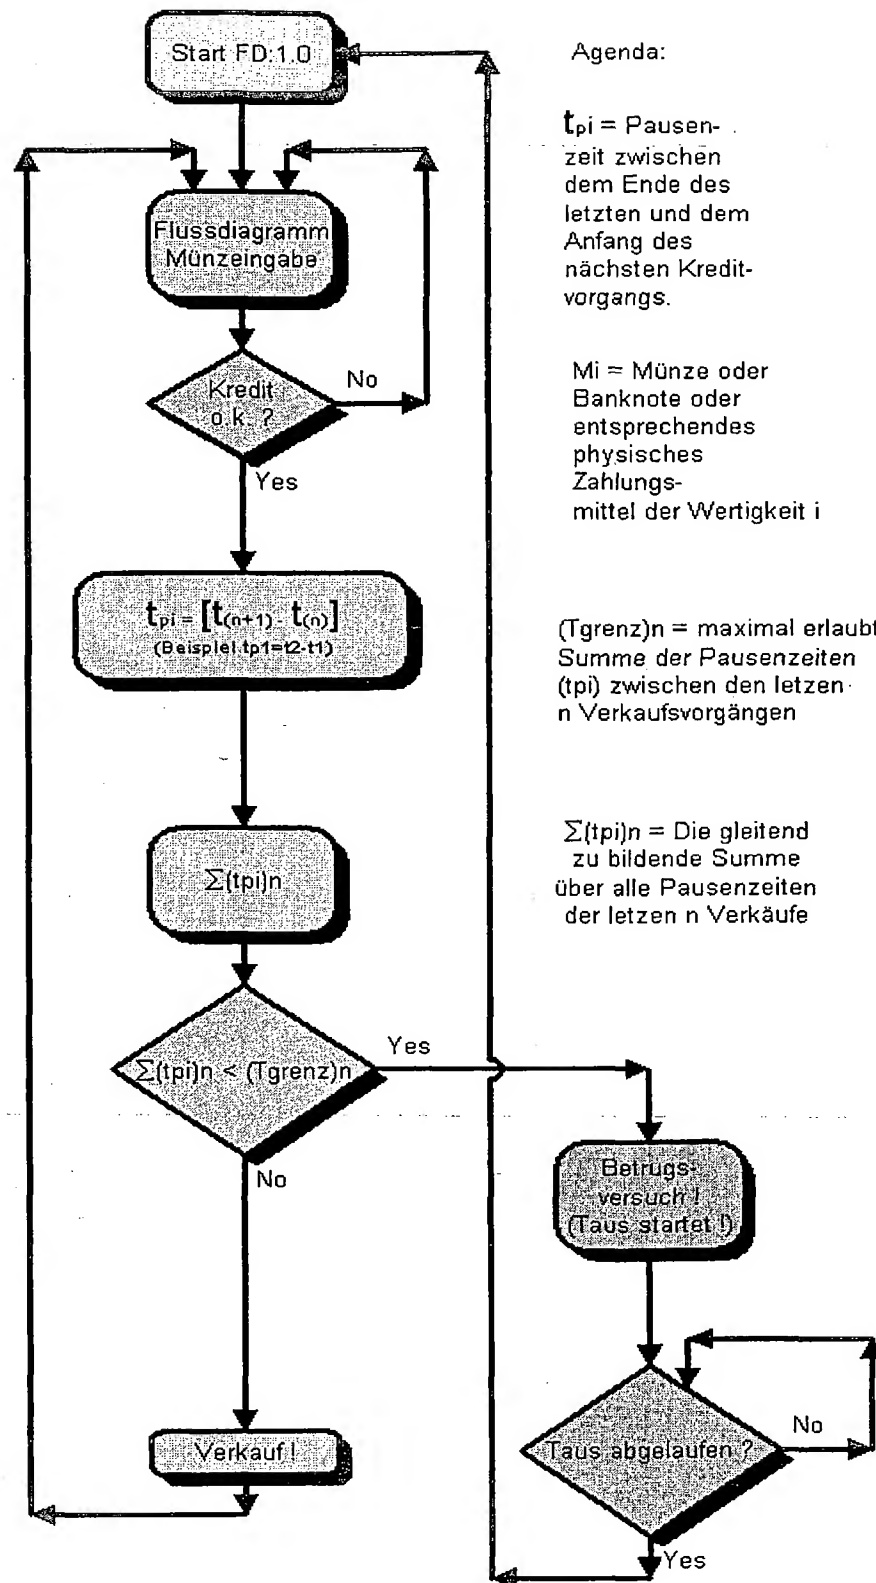 Start FD:1.0
Flussdiagramm
Münzeingabe
Kredit
o.k. ?
No
Yes
tpi = [t(n+1) - t(n)]
(Beispiel tp1=t2-t1)
Σ(tpi)n
Σ(tpi)n < (Tgrenz)n
Yes
No
Verkauf !
Betrugs-
versuch !
(Taus startet !)
Taus abgelaufen ?
No
Yes
Agenda:
tpi = Pausen-
zeit zwischen
dem Ende des
letzten und dem
Anfang des
nächsten Kredit-
vorgangs.
Mi = Münze oder
Banknote oder
entsprechendes
physisches
Zahlungs-
mittel der Wertigkeit i
(Tgrenz)n = maximal erlaubt
Summe der Pausenzeiten
(tpi) zwischen den letzen
n Verkaufsvorgängen
Σ(tpi)n = Die gleitend
zu bildende Summe
über alle Pausenzeiten
der letzen n Verkäufe